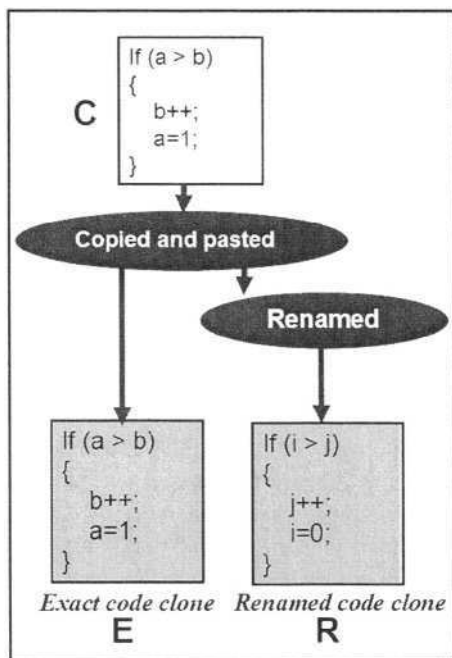 If (a > b)
{
b++;
a=1;
}
C
Copied and pasted
Renamed
If (a > b)
{
b++;
a=1;
}
If (i > j)
{
j++;
i=0;
}
Exact code clone
Renamed code clone
E
R